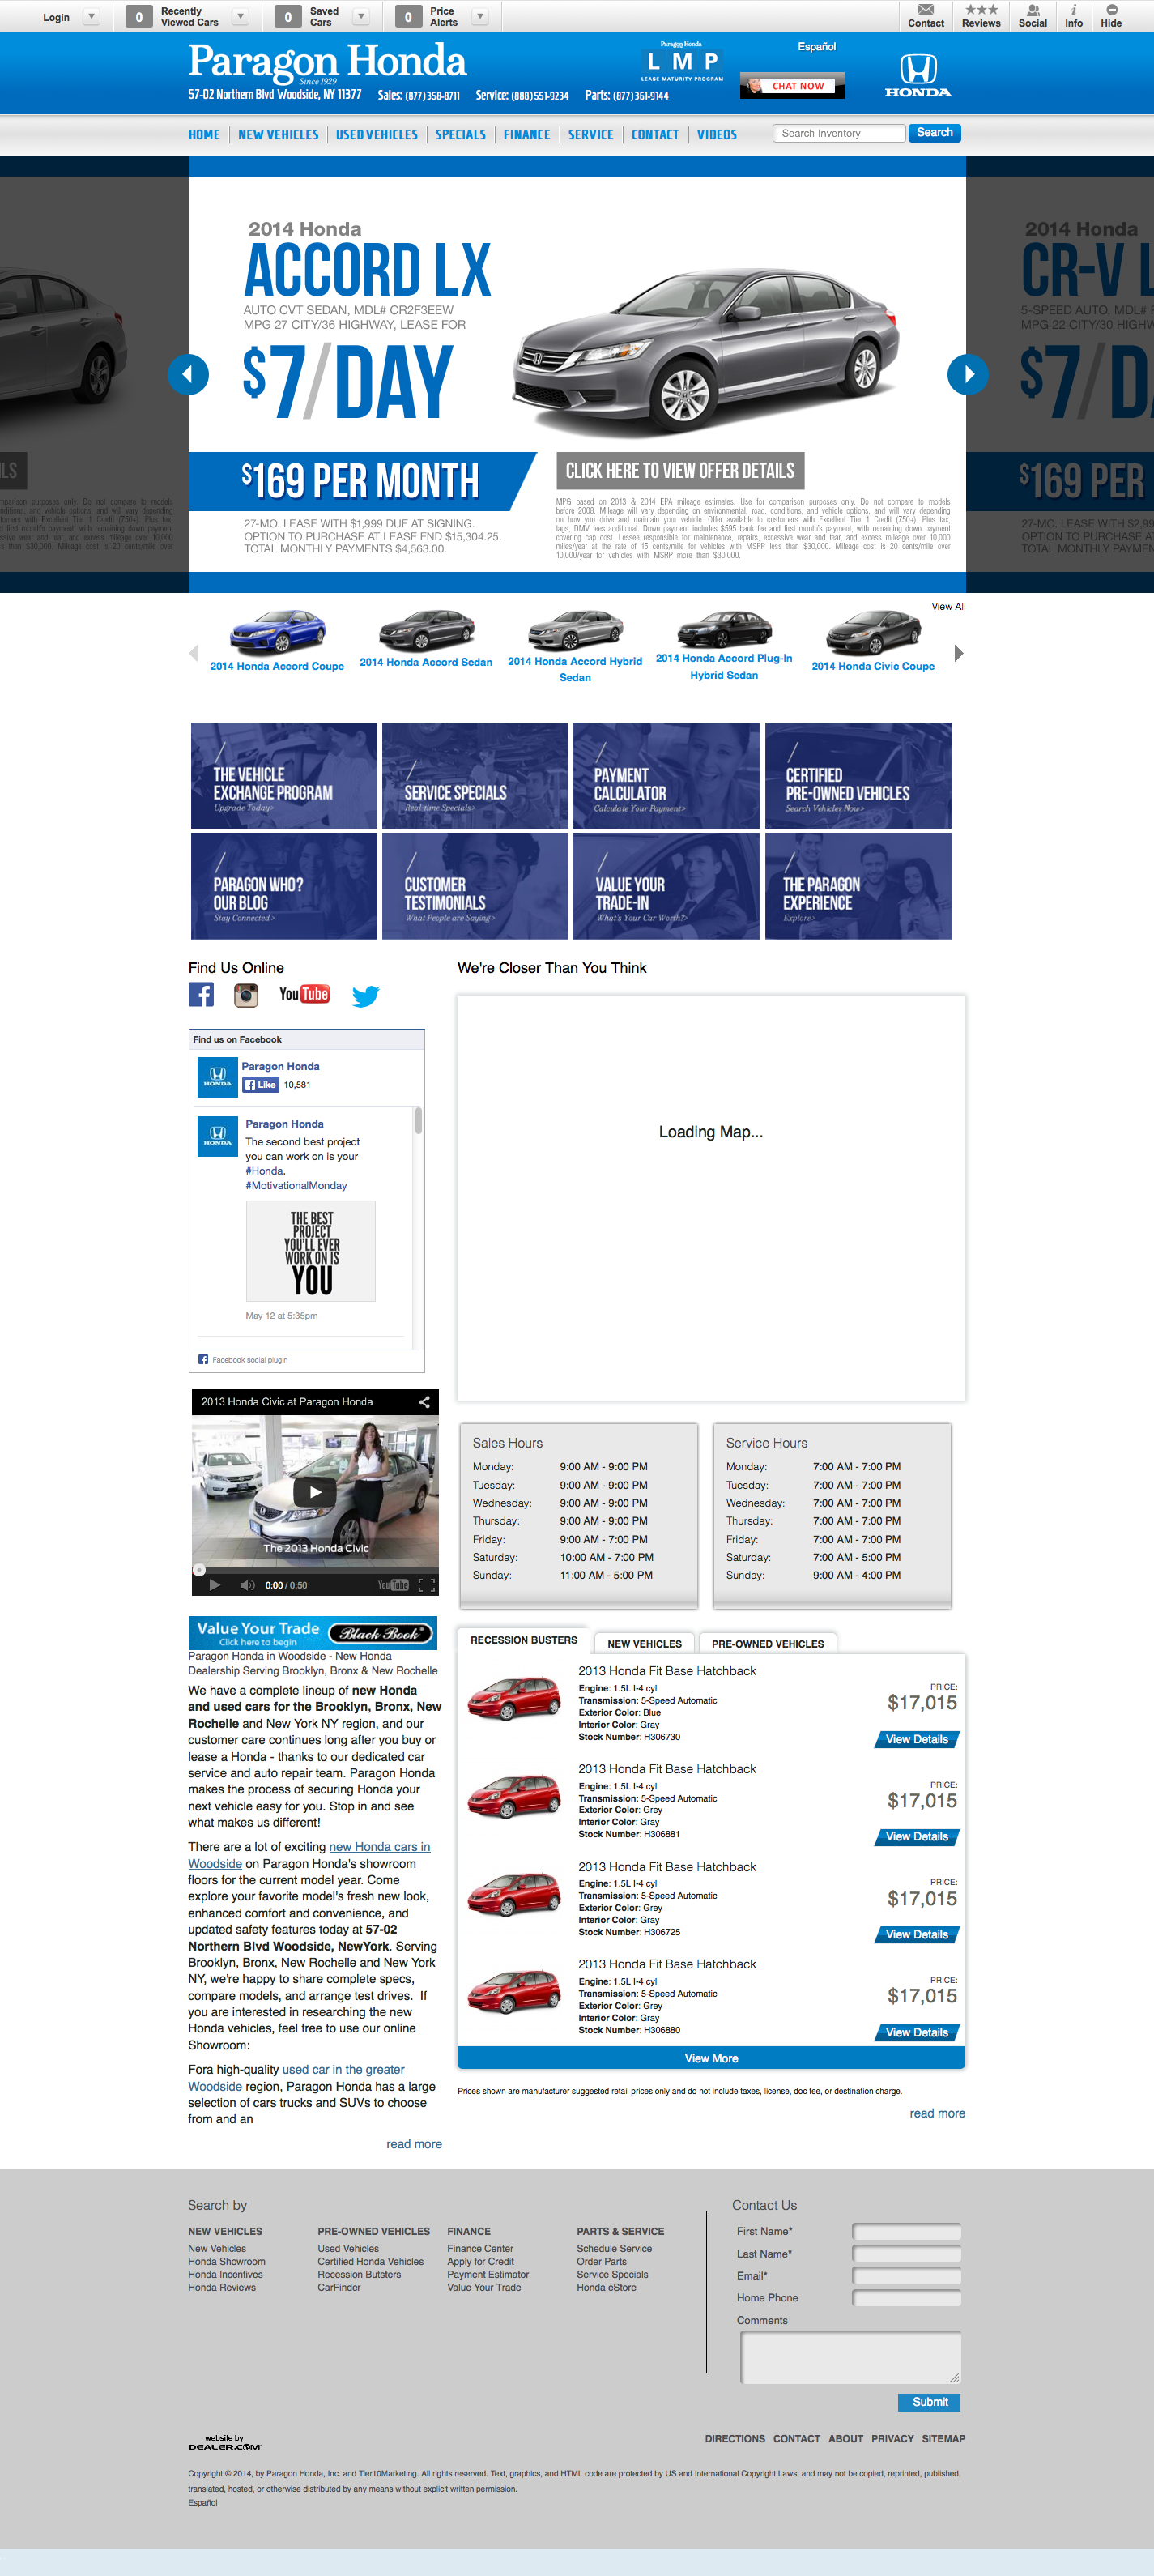 Login
0 Recently Viewed Cars
0 Saved Cars
0 Price Alerts
Contact
Reviews
Social
Info
Hide
Paragon Honda
Since 1929
57-02 Northern Blvd Woodside, NY 11377 Sales: (877) 358-8711 Service: (888) 551-9234 Parts: (877) 361-9144
Paragon Honda
L M P
LEASE MATURITY PROGRAM
Español
CHAT NOW
HONDA
HOME NEW VEHICLES USED VEHICLES SPECIALS FINANCE SERVICE CONTACT VIDEOS
Search Inventory Search
2014 Honda
ACCORD LX
AUTO CVT SEDAN, MDL# CR2F3EEW
MPG 27 CITY/36 HIGHWAY, LEASE FOR
$7/DAY
$169 PER MONTH
27-MO. LEASE WITH $1,999 DUE AT SIGNING.
OPTION TO PURCHASE AT LEASE END $15,304.25.
TOTAL MONTHLY PAYMENTS $4,563.00.
CLICK HERE TO VIEW OFFER DETAILS
MPG based on 2013 & 2014 EPA mileage estimates. Use for comparison purposes only. Do not compare to models
before 2008. Mileage will vary depending on environmental, road, conditions, and vehicle options, and will vary depending
on how you drive and maintain your vehicle. Offer available to customers with Excellent Tier 1 Credit (750+). Plus tax,
tags, DMV fees additional. Down payment includes $595 bank fee and first month's payment, with remaining down payment
covering cap cost. Lessee responsible for maintenance, repairs, excessive wear and tear, and excess mileage over 10,000
miles/year at the rate of 15 cents/mile for vehicles with MSRP less than $30,000. Mileage cost is 20 cents/mile over
10,000/year for vehicles with MSRP more than $30,000.
2014 Honda
CR-V L
5-SPEED AUTO, MDL# F
MPG 22 CITY/30 HIGHW
$7/D
$169 PER
27-MO. LEASE WITH $2,99
OPTION TO PURCHASE A
TOTAL MONTHLY PAYMEN
View All
2014 Honda Accord Coupe
2014 Honda Accord Sedan
2014 Honda Accord Hybrid Sedan
2014 Honda Accord Plug-In Hybrid Sedan
2014 Honda Civic Coupe
THE VEHICLE
EXCHANGE PROGRAM
Upgrade Today>
SERVICE SPECIALS
Real-time Specials>
PAYMENT
CALCULATOR
Calculate Your Payment>
CERTIFIED
PRE-OWNED VEHICLES
Search Vehicles Now>
PARAGON WHO?
OUR BLOG
Stay Connected>
CUSTOMER
TESTIMONIALS
What People are Saying>
VALUE YOUR
TRADE-IN
What's Your Car Worth?>
THE PARAGON
EXPERIENCE
Explore>
Find Us Online
YouTube
Find us on Facebook
HONDA
Paragon Honda
Like 10,581
HONDA
Paragon Honda
The second best project
you can work on is your
#Honda.
#MotivationalMonday
THE BEST
PROJECT
YOU'LL EVER
WORK ON IS
YOU
May 12 at 5:35pm
Facebook social plugin
2013 Honda Civic at Paragon Honda
The 2013 Honda Civic
0:00 / 0:50 YouTube
Value Your Trade
Click here to begin
Black Book®
Paragon Honda in Woodside - New Honda
Dealership Serving Brooklyn, Bronx & New Rochelle
We have a complete lineup of new Honda
and used cars for the Brooklyn, Bronx, New
Rochelle and New York NY region, and our
customer care continues long after you buy or
lease a Honda - thanks to our dedicated car
service and auto repair team. Paragon Honda
makes the process of securing Honda your
next vehicle easy for you. Stop in and see
what makes us different!
There are a lot of exciting new Honda cars in
Woodside on Paragon Honda's showroom
floors for the current model year. Come
explore your favorite model's fresh new look,
enhanced comfort and convenience, and
updated safety features today at 57-02
Northern Blvd Woodside, NewYork. Serving
Brooklyn, Bronx, New Rochelle and New York
NY, we're happy to share complete specs,
compare models, and arrange test drives. If
you are interested in researching the new
Honda vehicles, feel free to use our online
Showroom:
Fora high-quality used car in the greater
Woodside region, Paragon Honda has a large
selection of cars trucks and SUVs to choose
from and an
read more
We're Closer Than You Think
Loading Map...
Sales Hours
Monday: 9:00 AM - 9:00 PM
Tuesday: 9:00 AM - 9:00 PM
Wednesday: 9:00 AM - 9:00 PM
Thursday: 9:00 AM - 9:00 PM
Friday: 9:00 AM - 7:00 PM
Saturday: 10:00 AM - 7:00 PM
Sunday: 11:00 AM - 5:00 PM
Service Hours
Monday: 7:00 AM - 7:00 PM
Tuesday: 7:00 AM - 7:00 PM
Wednesday: 7:00 AM - 7:00 PM
Thursday: 7:00 AM - 7:00 PM
Friday: 7:00 AM - 7:00 PM
Saturday: 7:00 AM - 5:00 PM
Sunday: 9:00 AM - 4:00 PM
RECESSION BUSTERS NEW VEHICLES PRE-OWNED VEHICLES
2013 Honda Fit Base Hatchback
Engine: 1.5L I-4 cyl
Transmission: 5-Speed Automatic
Exterior Color: Blue
Interior Color: Gray
Stock Number: H306730
PRICE:
$17,015
View Details
2013 Honda Fit Base Hatchback
Engine: 1.5L I-4 cyl
Transmission: 5-Speed Automatic
Exterior Color: Grey
Interior Color: Gray
Stock Number: H306881
PRICE:
$17,015
View Details
2013 Honda Fit Base Hatchback
Engine: 1.5L I-4 cyl
Transmission: 5-Speed Automatic
Exterior Color: Grey
Interior Color: Gray
Stock Number: H306725
PRICE:
$17,015
View Details
2013 Honda Fit Base Hatchback
Engine: 1.5L I-4 cyl
Transmission: 5-Speed Automatic
Exterior Color: Grey
Interior Color: Gray
Stock Number: H306880
PRICE:
$17,015
View Details
View More
Prices shown are manufacturer suggested retail prices only and do not include taxes, license, doc fee, or destination charge.
read more
Search by
NEW VEHICLES
New Vehicles
Honda Showroom
Honda Incentives
Honda Reviews
PRE-OWNED VEHICLES
Used Vehicles
Certified Honda Vehicles
Recession Butsters
CarFinder
FINANCE
Finance Center
Apply for Credit
Payment Estimator
Value Your Trade
PARTS & SERVICE
Schedule Service
Order Parts
Service Specials
Honda eStore
Contact Us
First Name*
Last Name*
Email*
Home Phone
Comments
Submit
website by
DEALER.COM
DIRECTIONS CONTACT ABOUT PRIVACY SITEMAP
Copyright © 2014, by Paragon Honda, Inc. and Tier10Marketing. All rights reserved. Text, graphics, and HTML code are protected by US and International Copyright Laws, and may not be copied, reprinted, published,
translated, hosted, or otherwise distributed by any means without explicit written permission.
Español